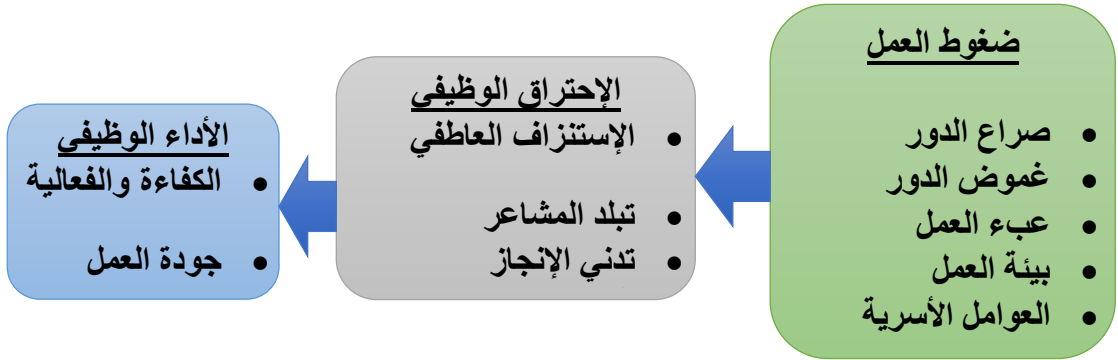 ضغوط العمل
• صراع الدور
• غموض الدور
• عبء العمل
• بيئة العمل
• العوامل الأسرية
الإحتراق الوظيفي
• الإستنزاف العاطفي
• تبلد المشاعر
• تدني الإنجاز
الأداء الوظيفي
• الكفاءة والفعالية
• جودة العمل